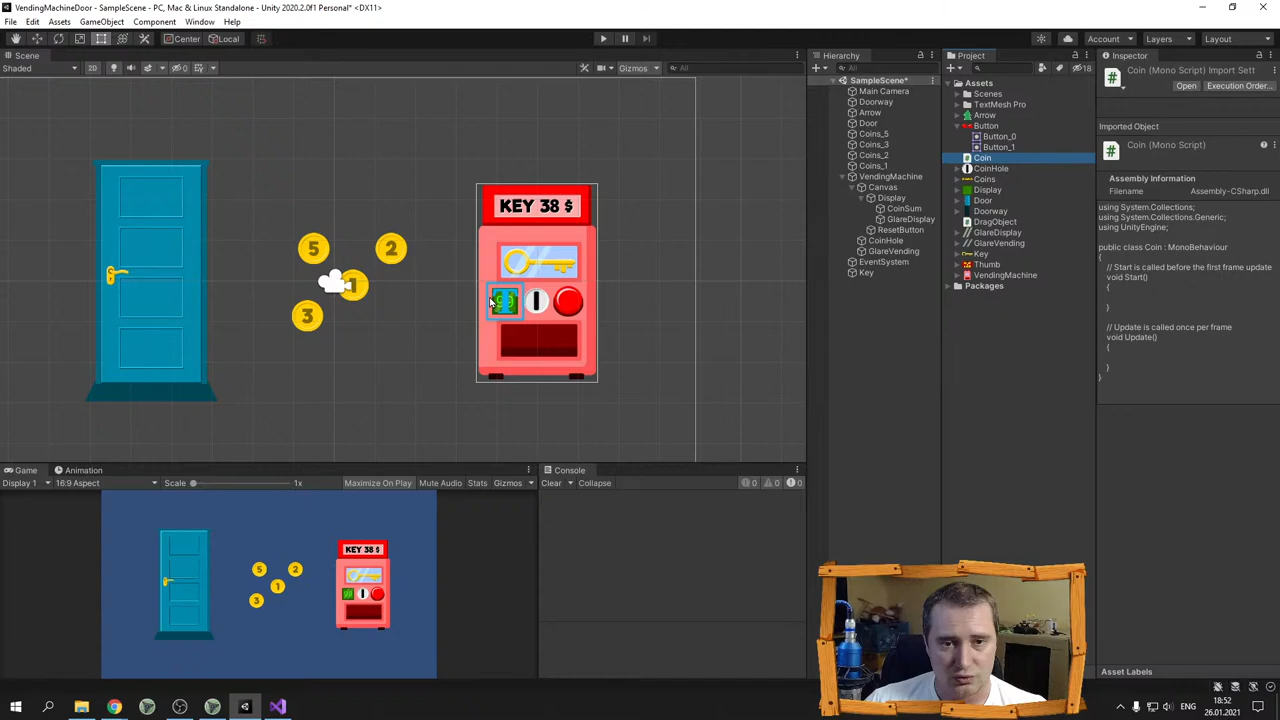 VendingMachineDoor - SampleScene - PC, Mac & Linux Standalone - Unity 2020.2.0f1 Personal* <DX11>
File Edit Assets GameObject Component Window Help
Center Local
Account Layers Layout
Scene
Shaded 2D 0 Gizmos All
KEY 38 $
5
2
1
3
Game Animation
Display 1 16:9 Aspect Scale 1x Maximize On Play Mute Audio Stats Gizmos
KEY 38 $
5
2
1
3
Console
Clear Collapse 0 0 0
Hierarchy
All
SampleScene*
Main Camera
Doorway
Arrow
Door
Coins_5
Coins_3
Coins_2
Coins_1
VendingMachine
Canvas
Display
CoinSum
GlareDisplay
ResetButton
CoinHole
GlareVending
EventSystem
Key
Project
18
Assets
Scenes
TextMesh Pro
Arrow
Button
Button_0
Button_1
Coin
CoinHole
Coins
Display
Door
Doorway
DragObject
GlareDisplay
GlareVending
Key
Thumb
VendingMachine
Packages
Inspector
Coin (Mono Script) Import Sett
Open Execution Order...
Imported Object
Coin (Mono Script)
Assembly Information
Filename Assembly-CSharp.dll
using System.Collections;
using System.Collections.Generic;
using UnityEngine;
public class Coin : MonoBehaviour
{
// Start is called before the first frame update
void Start()
{
}
// Update is called once per frame
void Update()
{
}
}
Asset Labels
18:52
26.01.2021